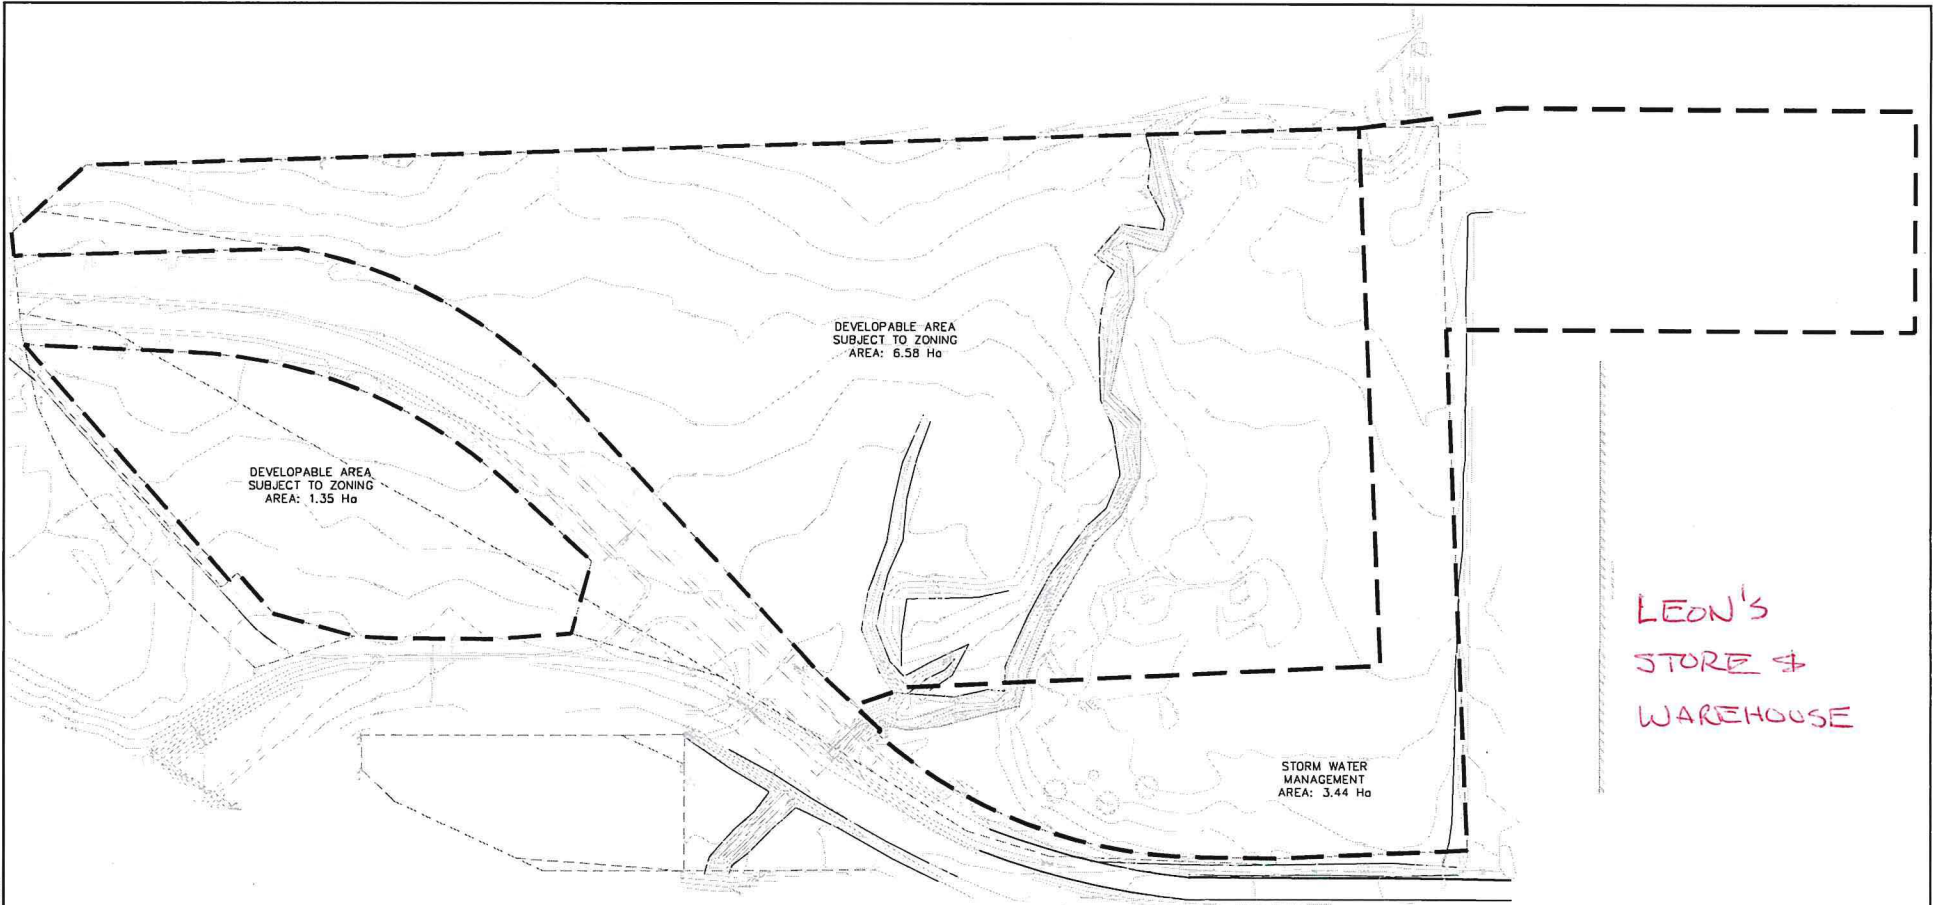 DEVELOPABLE AREA
SUBJECT TO ZONING
AREA: 6.58 Ha
DEVELOPABLE AREA
SUBJECT TO ZONING
AREA: 1.35 Ha
STORM WATER
MANAGEMENT
AREA: 3.44 Ha
LEON'S
STORE &
WAREHOUSE